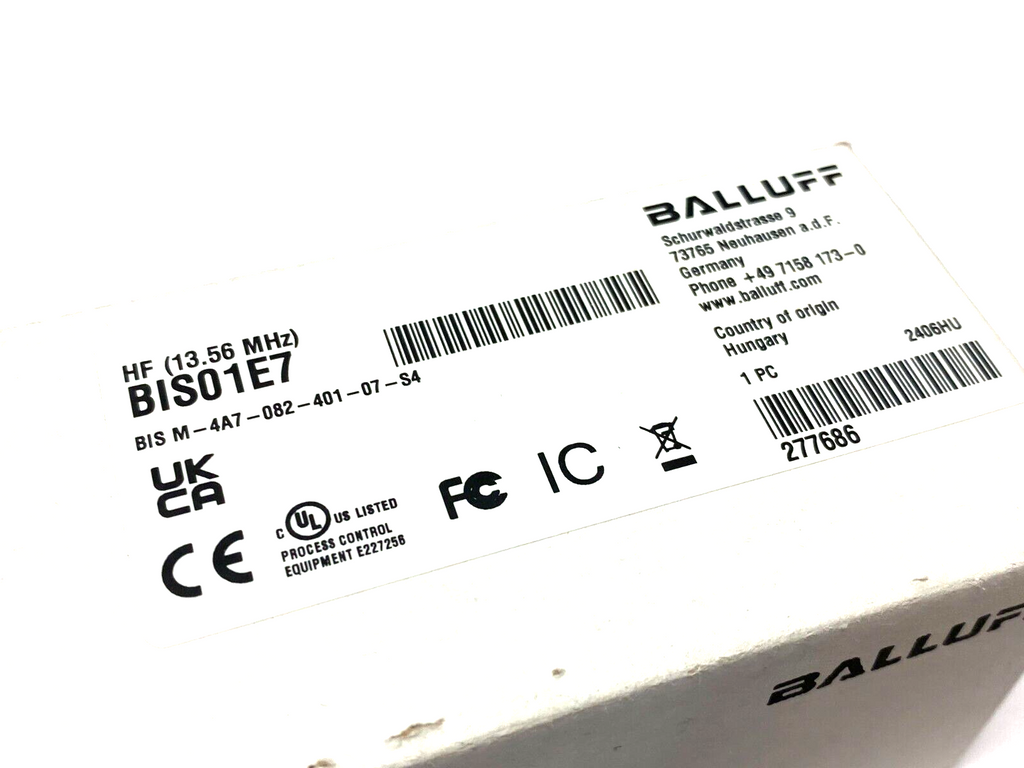 BALLUFF
Schurwaldstrasse 9
73765 Neuhausen a.d.F.
Germany
Phone +49 7158 173-0
www.balluff.com
Country of origin
Hungary
2406HU
1 PC
277686
HF (13.56 MHz)
BIS01E7
BIS M-4A7-082-401-07-S4
UK
CA
CE
C UL US LISTED
PROCESS CONTROL
EQUIPMENT E227256
FC
IC
BALLUFF